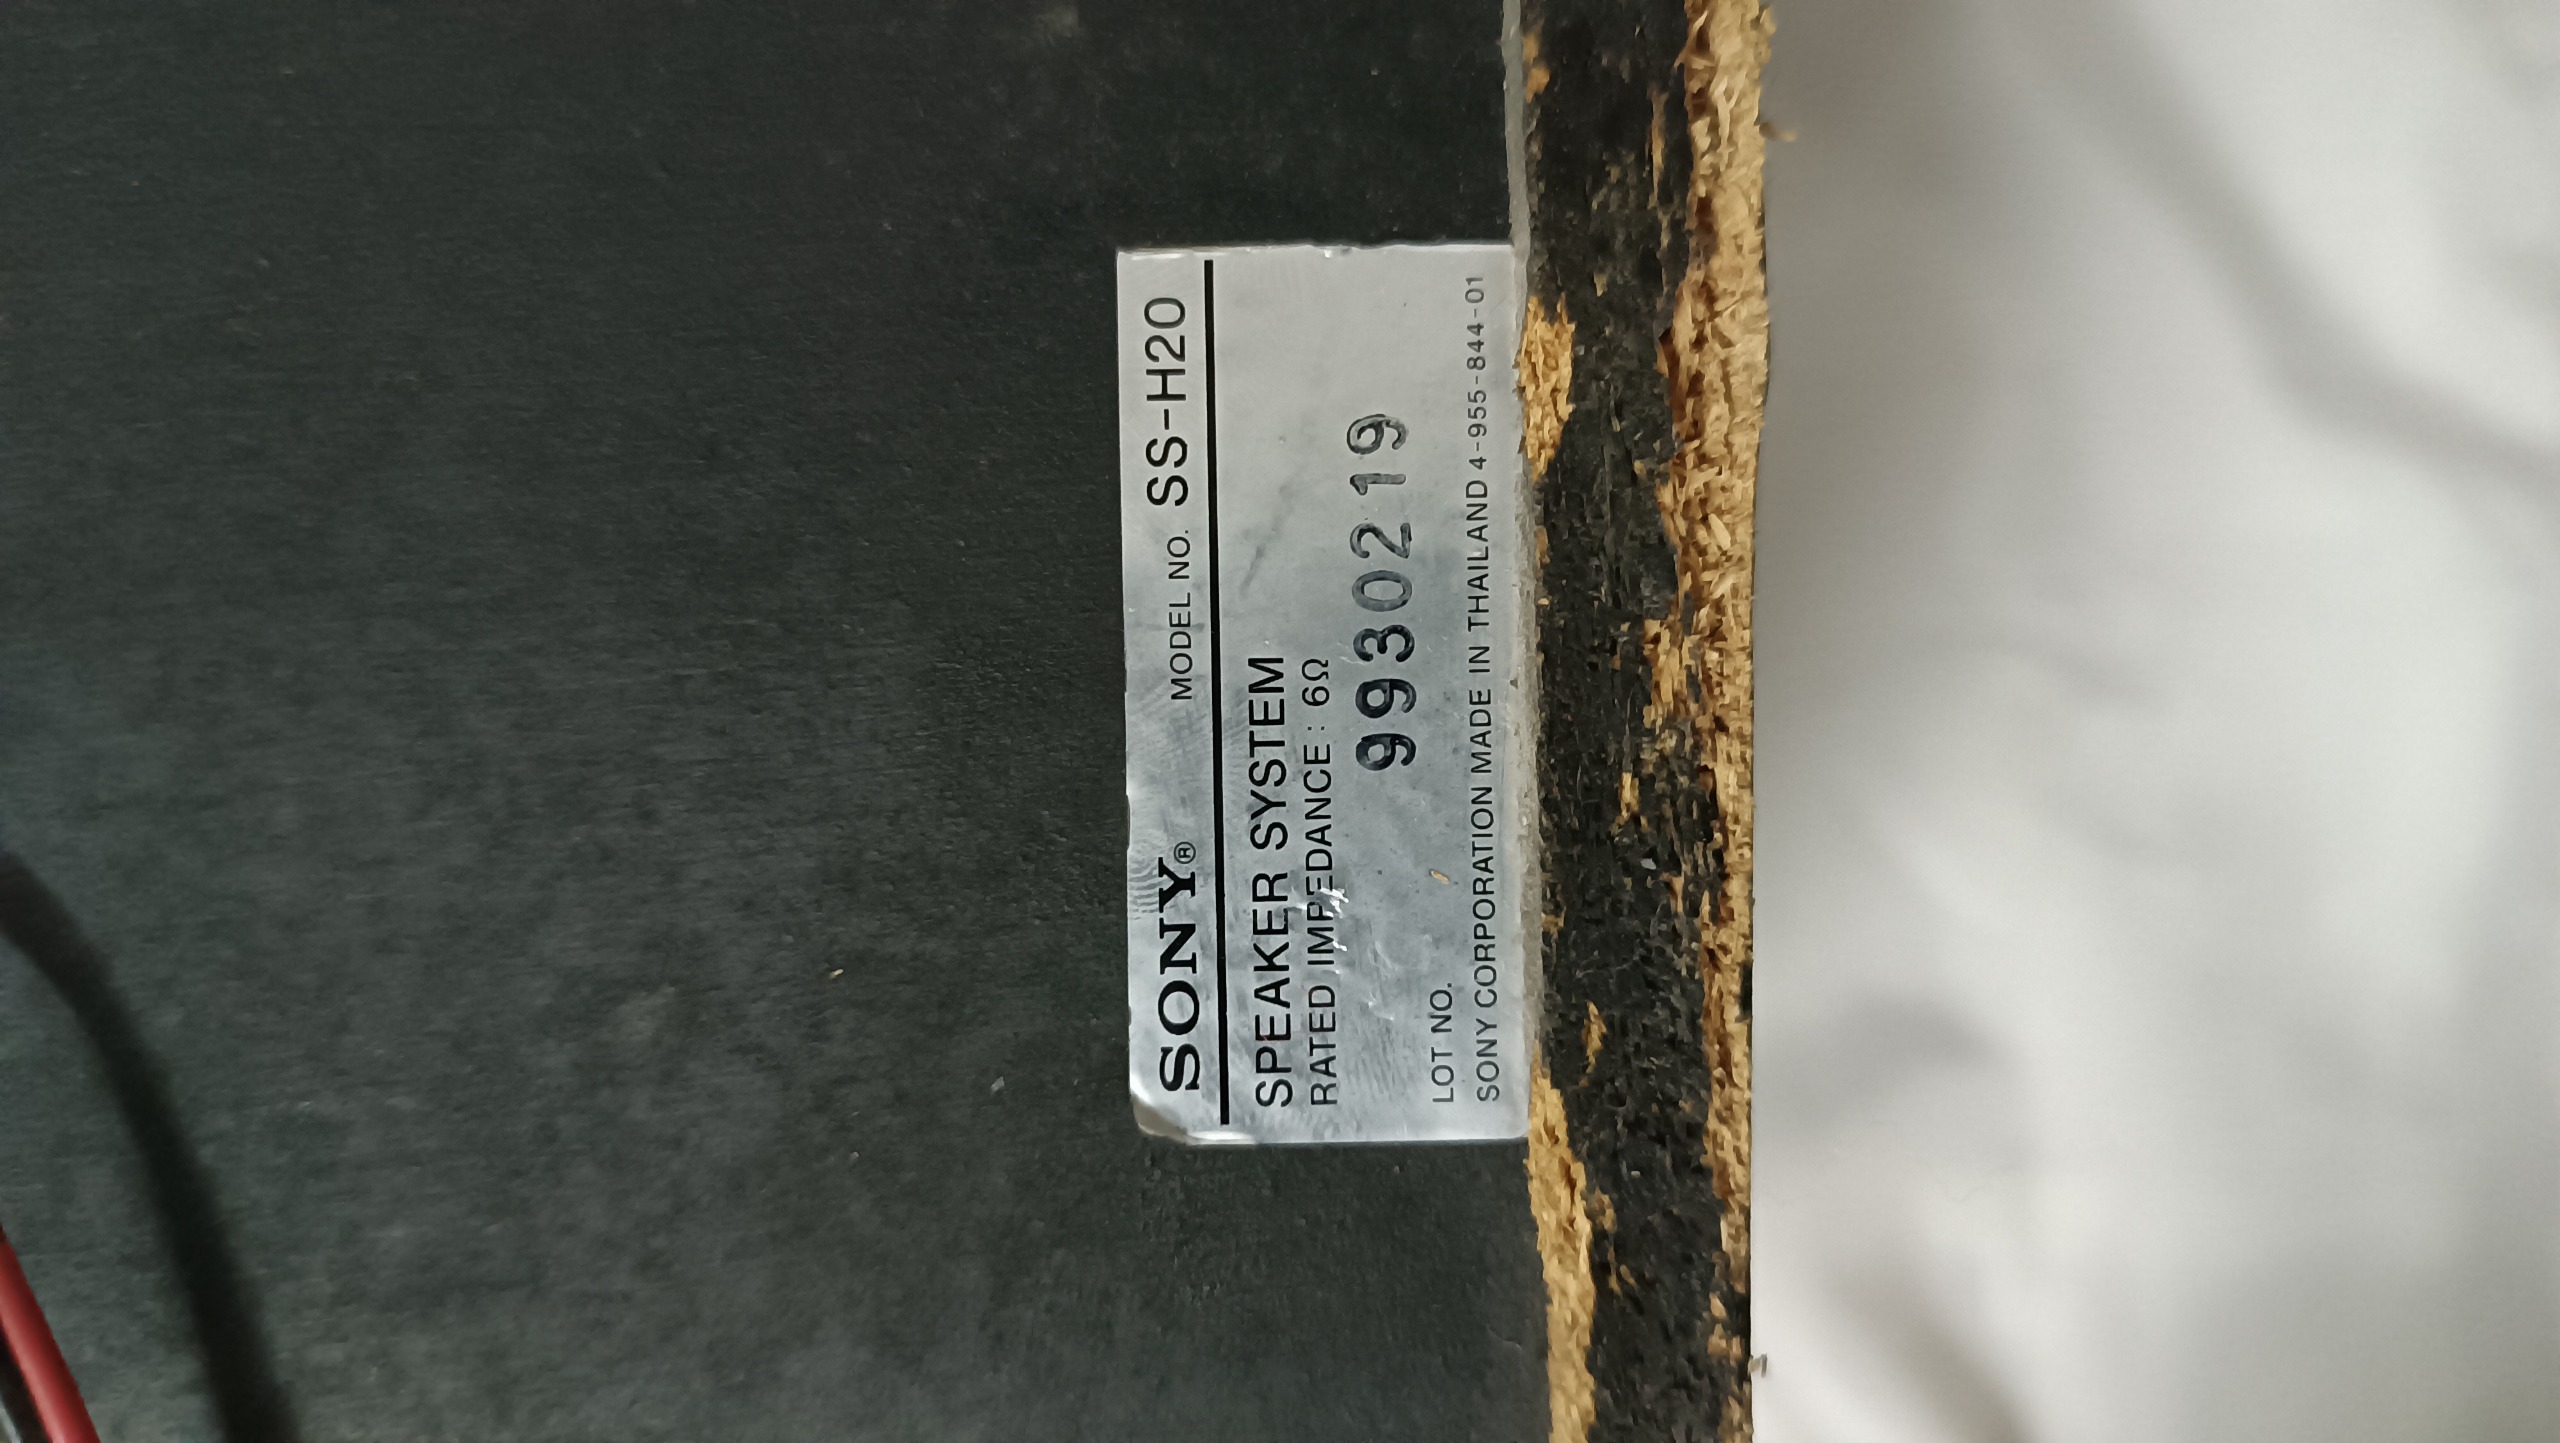 SONY® MODEL NO. SS-H20
SPEAKER SYSTEM
RATED IMPEDANCE : 6Ω
9930219
LOT NO.
SONY CORPORATION MADE IN THAILAND 4-955-844-01